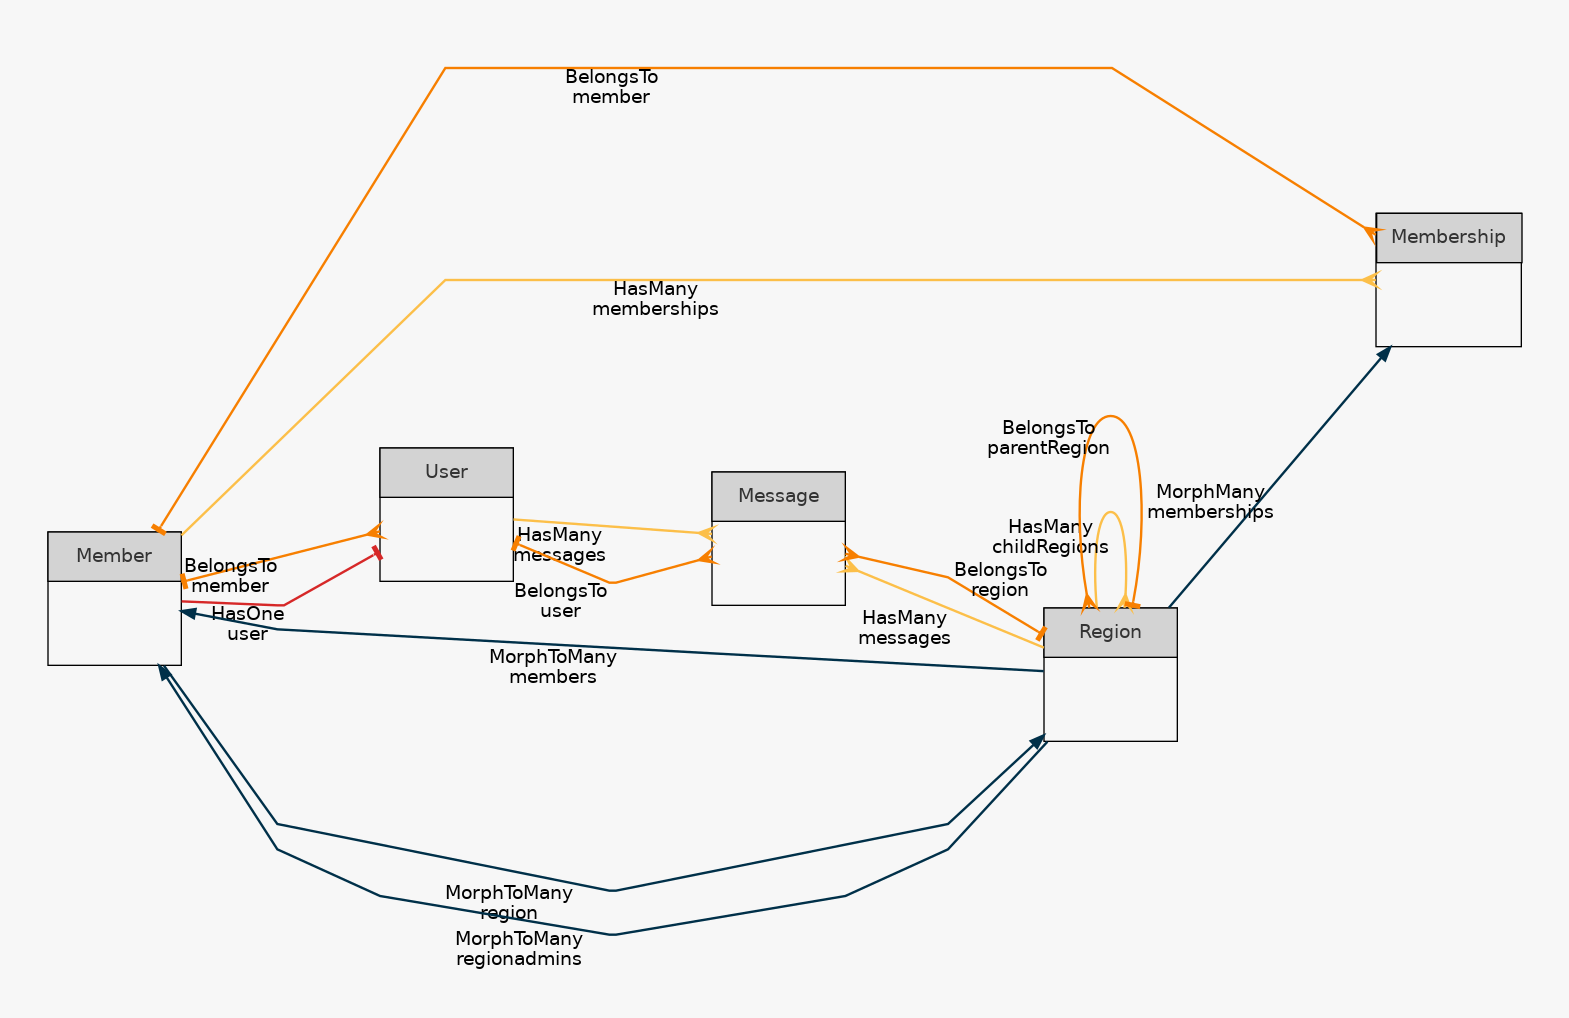 BelongsTo
member
Membership
HasMany
memberships
BelongsTo
parentRegion
User
Message
MorphMany
memberships
HasMany
childRegions
HasMany
messages
Member
BelongsTo
member
BelongsTo
region
BelongsTo
user
HasOne
user
HasMany
messages
Region
MorphToMany
members
MorphToMany
region
MorphToMany
regionadmins